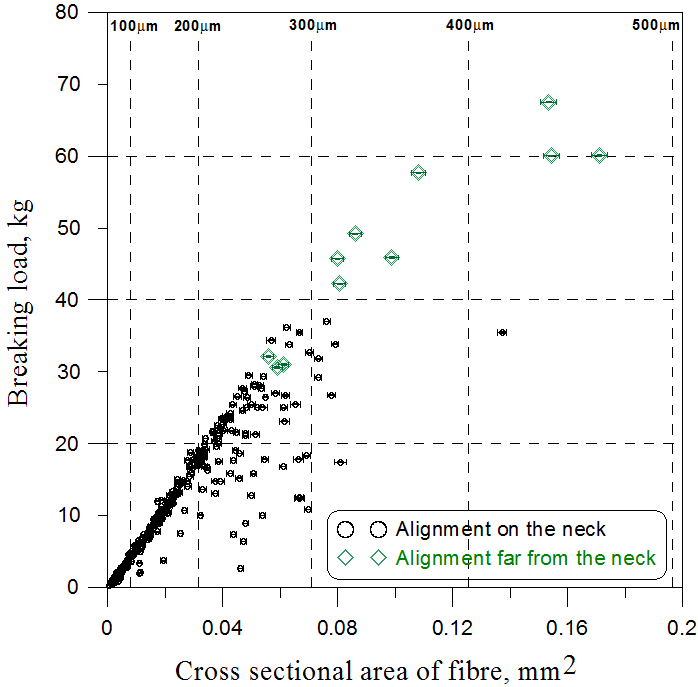 80
100μm 200μm 300μm 400μm 500μm
70
60
50
40
30
20
10
0
Breaking load, kg
Alignment on the neck
Alignment far from the neck
0 0.04 0.08 0.12 0.16 0.2
Cross sectional area of fibre, mm2